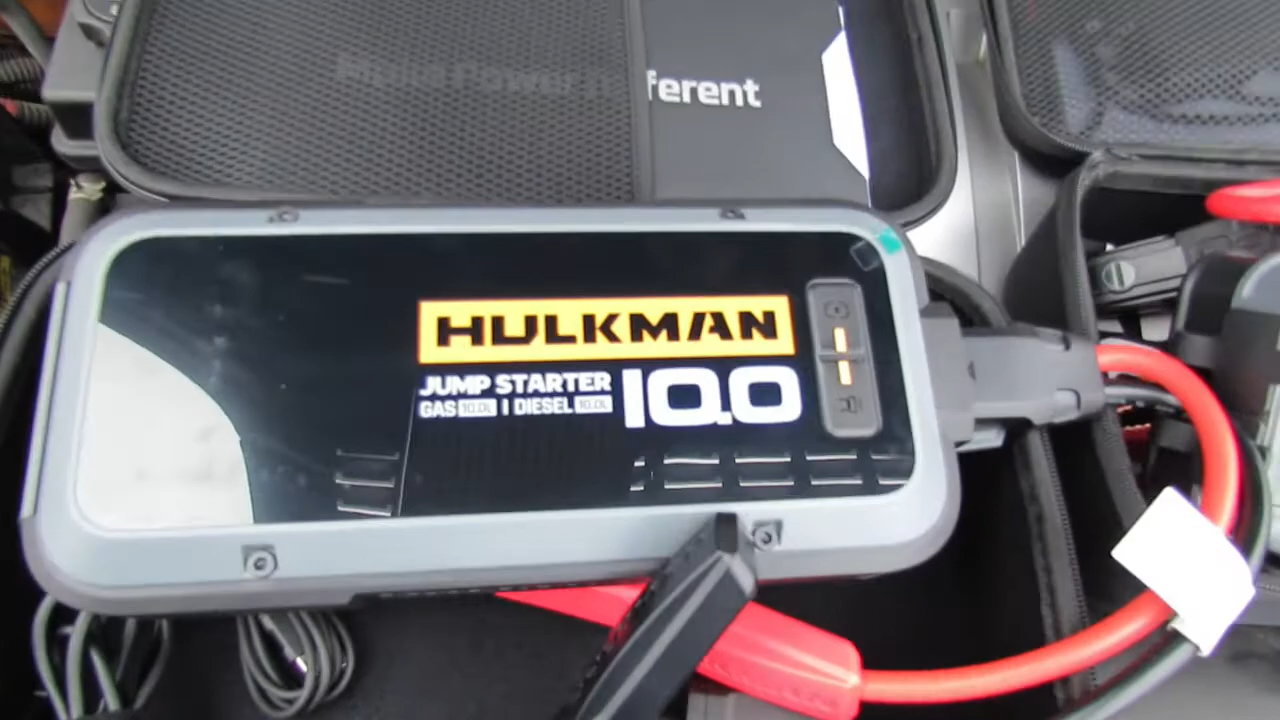 ferent
HULKMAN
JUMP STARTER
GAS 10.0L | DIESEL 10.0L
10.0